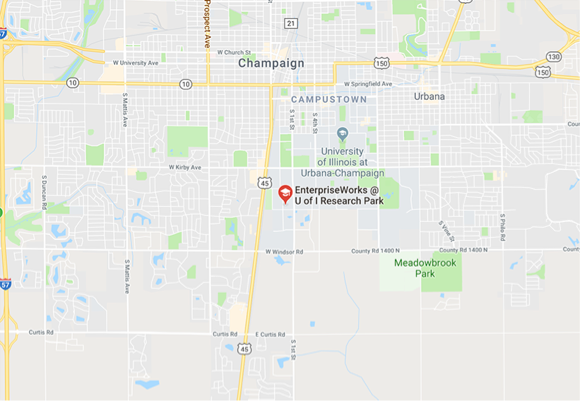 57
Prospect Ave
21
130
W Church St
W University Ave
Champaign
150
150
10
10
W Springfield Ave
CAMPUSTOWN
Urbana
S Mattis Ave
S 1st St
S 4th St
University
of Illinois at
Urbana-Champaign
W Kirby Ave
45
EnterpriseWorks @
U of I Research Park
S Duncan Rd
S Vine St
S Phila Rd
W Windsor Rd
County Rd 1400 N
County Rd 1400 N
S Mattis Ave
Meadowbrook
Park
57
Curtis Rd
Curtis Rd
E Curtis Rd
45
S 1st St